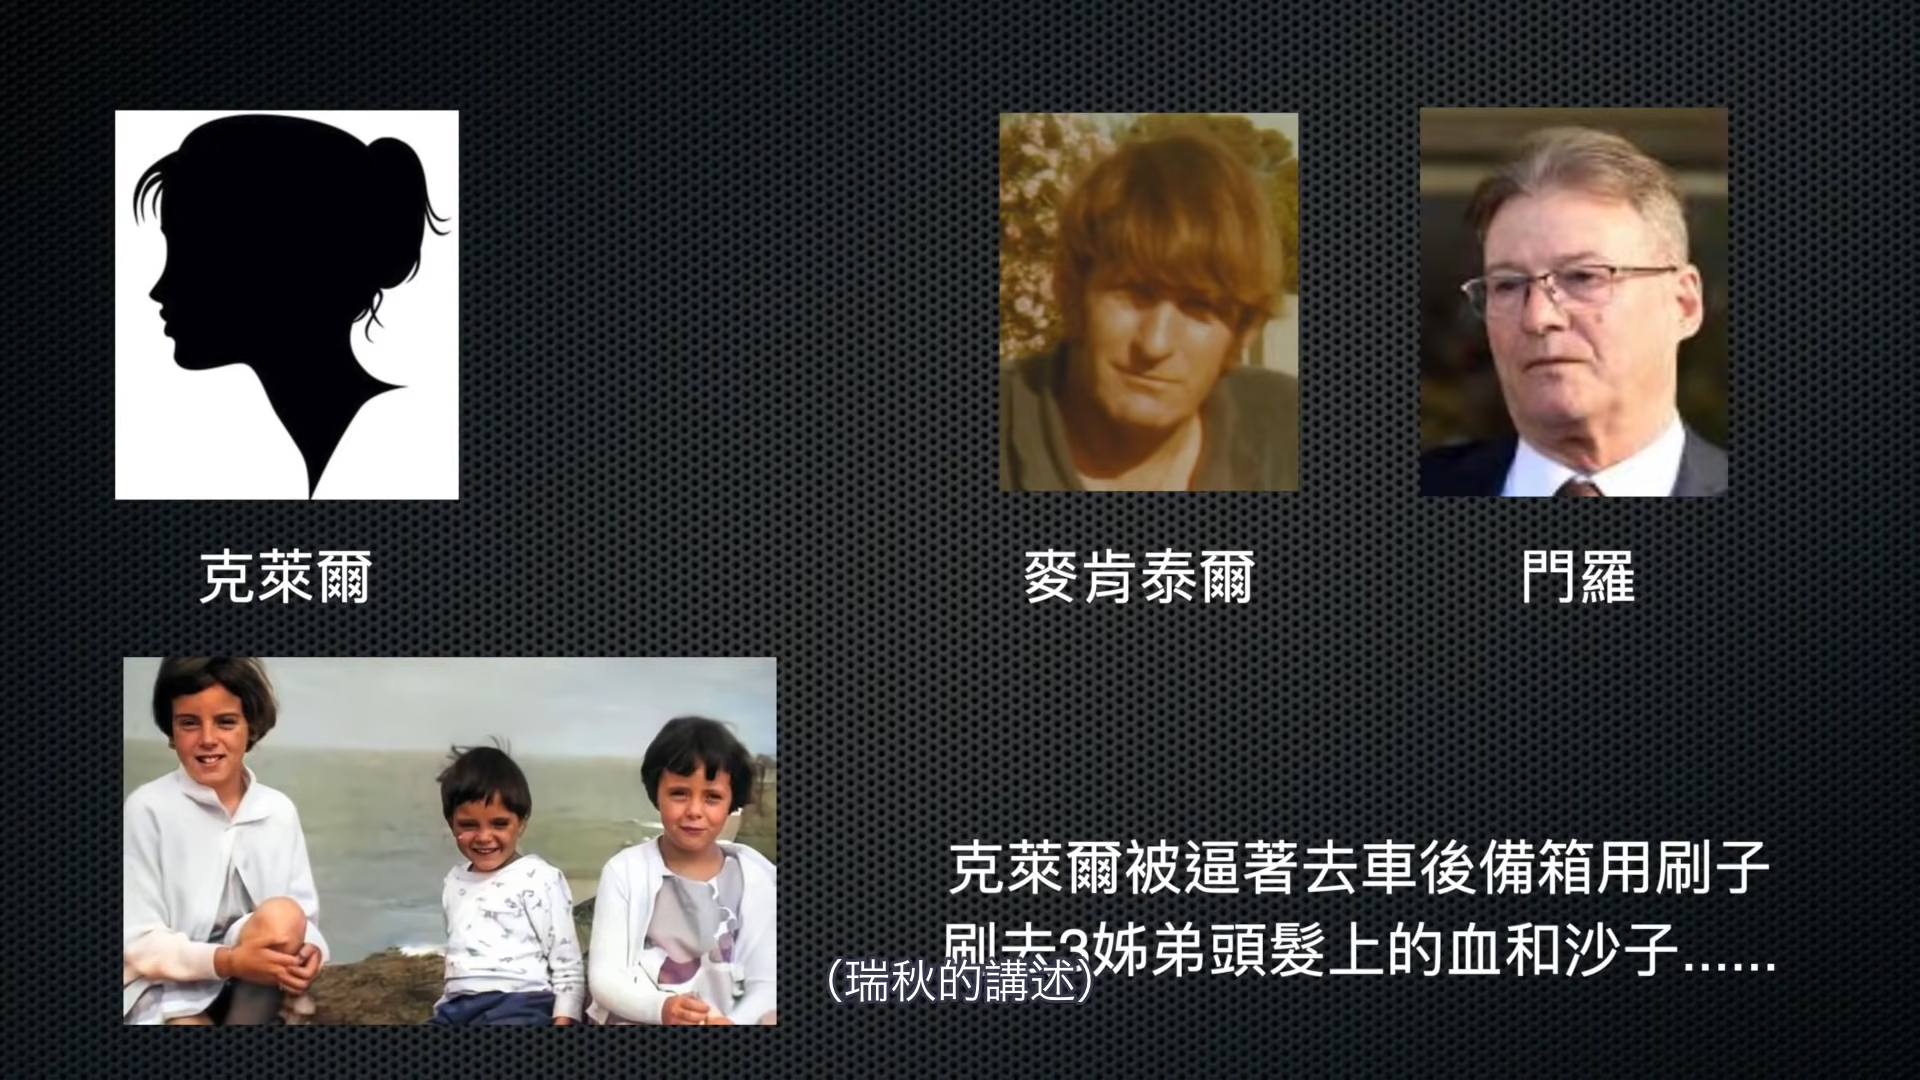 克萊爾
麥肯泰爾
門羅
克萊爾被逼著去車後備箱用刷子
刷去3姊弟頭髮上的血和沙子......
(瑞秋的講述)